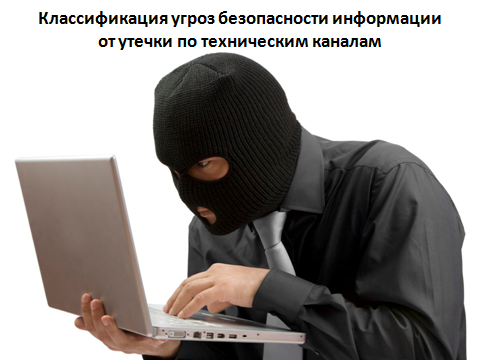 Классификация угроз безопасности информации
от утечки по техническим каналам